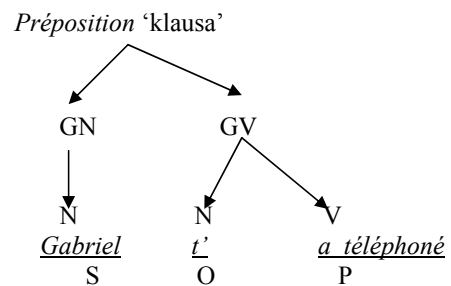 Préposition ‘klausa’
GN GV
N N V
Gabriel t’ a téléphoné
S O P